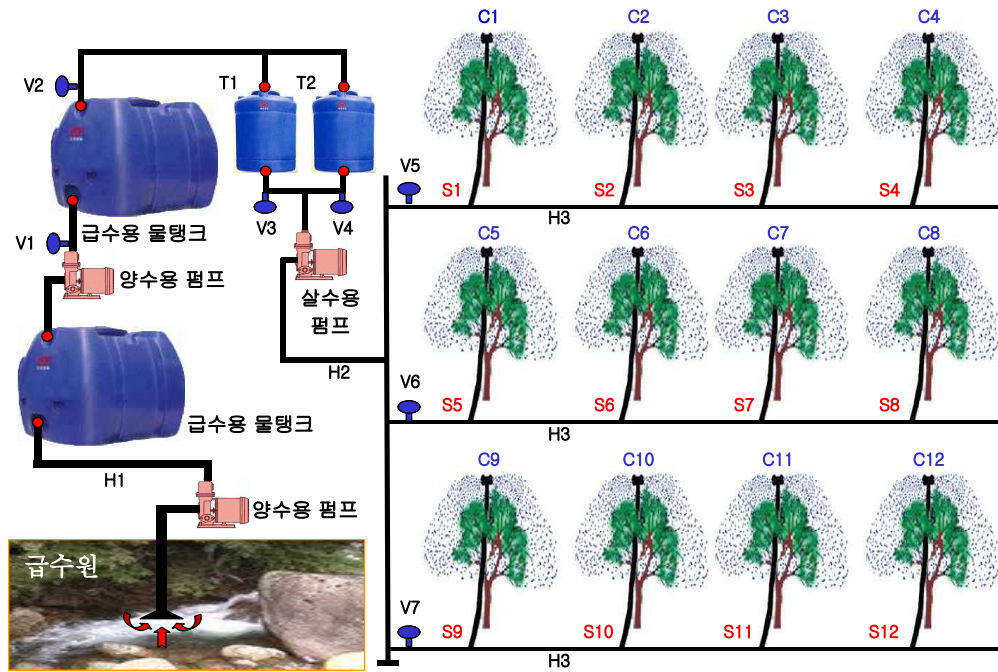 C1 C2 C3 C4
V2 T1 T2
V5
S1 S2 S3 S4
H3
급수용 물탱크
V1 V3 V4
양수용 펌프
살수용
펌프
H2
C5 C6 C7 C8
V6
S5 S6 S7 S8
H3
급수용 물탱크
H1
양수용 펌프
급수원
C9 C10 C11 C12
V7
S9 S10 S11 S12
H3